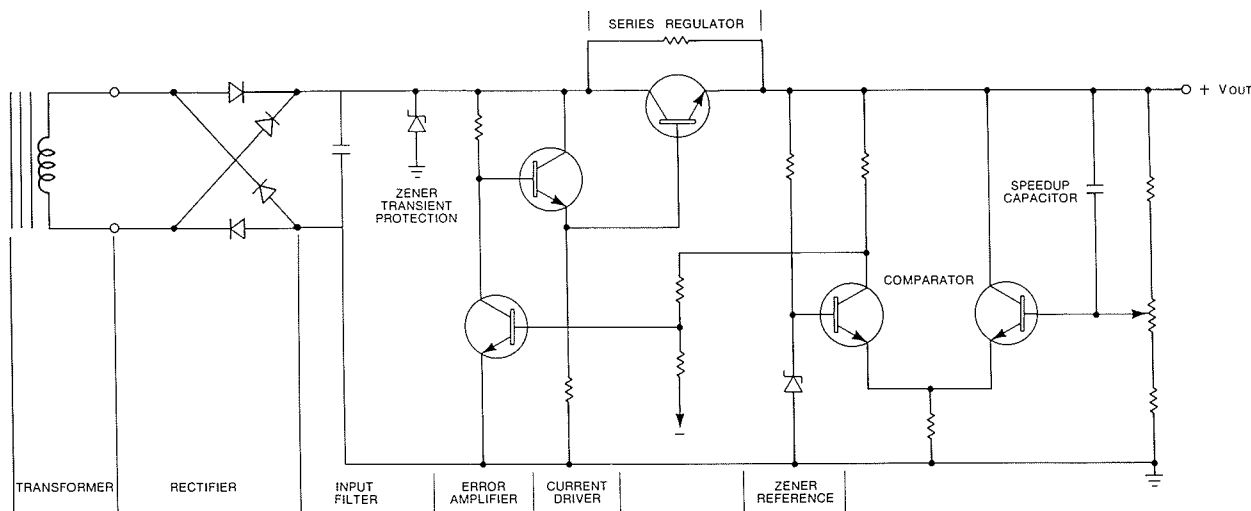 SERIES REGULATOR
+ VOUT
ZENER
TRANSIENT
PROTECTION
SPEEDUP
CAPACITOR
COMPARATOR
–
TRANSFORMER
RECTIFIER
INPUT
FILTER
ERROR
AMPLIFIER
CURRENT
DRIVER
ZENER
REFERENCE